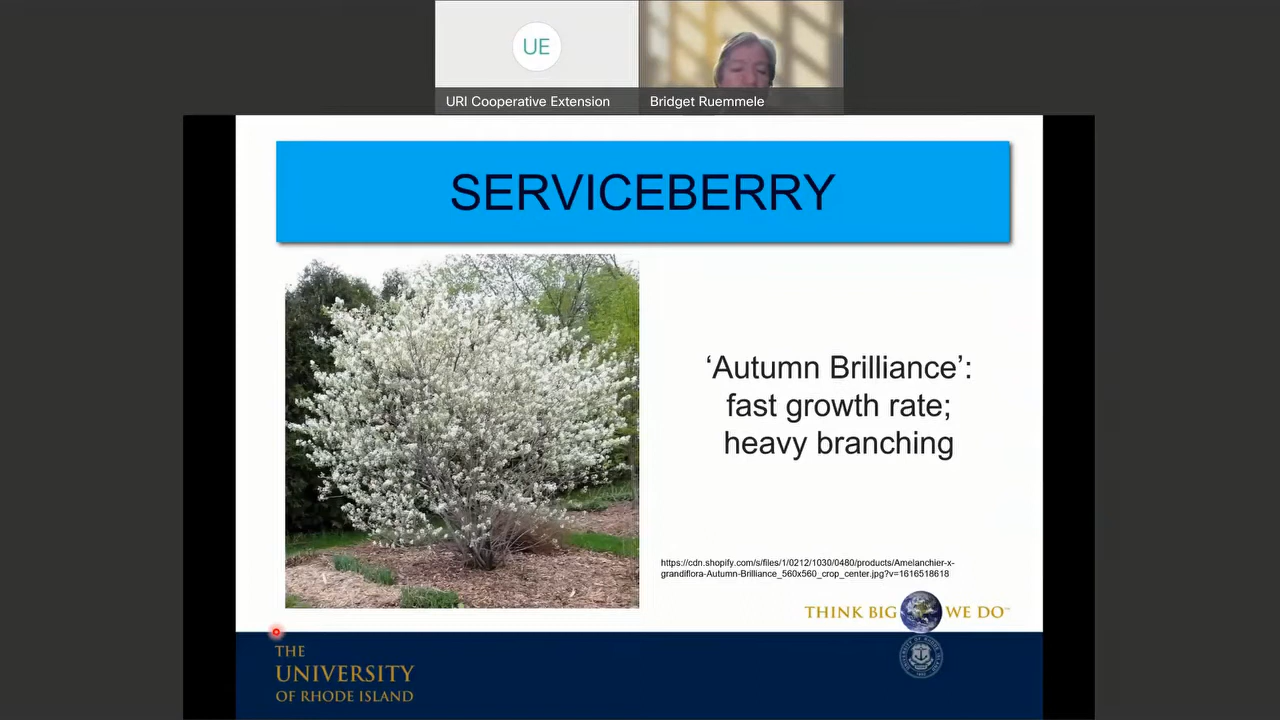 UE
URI Cooperative Extension
Bridget Ruemmele
SERVICEBERRY
‘Autumn Brilliance’:
fast growth rate;
heavy branching
https://cdn.shopify.com/s/files/1/0212/1030/0480/products/Amelanchier-x-
grandiflora-Autumn-Brilliance_560x560_crop_center.jpg?v=1616518618
THINK BIG WE DO™
THE
UNIVERSITY
OF RHODE ISLAND